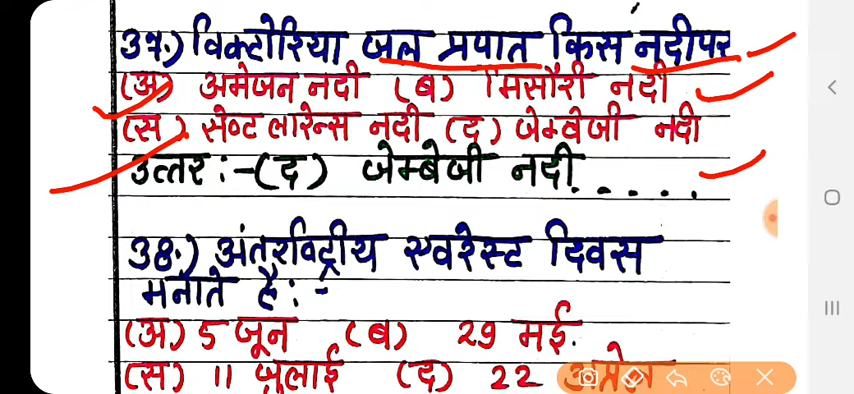 37.) विक्टोरिया जल प्रपात किस नदीपर
(अ) अमेजन नदी (ब) मिसौरी नदी
(स) सेण्ट लारेन्स नदी (द) जेम्बेजी नदी
उत्तर :-(द) जेम्बेजी नदी.....
38.) अंतर्राष्ट्रीय एवरेस्ट दिवस
मनाते है:-
(अ) 5 जून (ब) 29 मई.
(स) 11 जुलाई (द) 22 अप्रैल